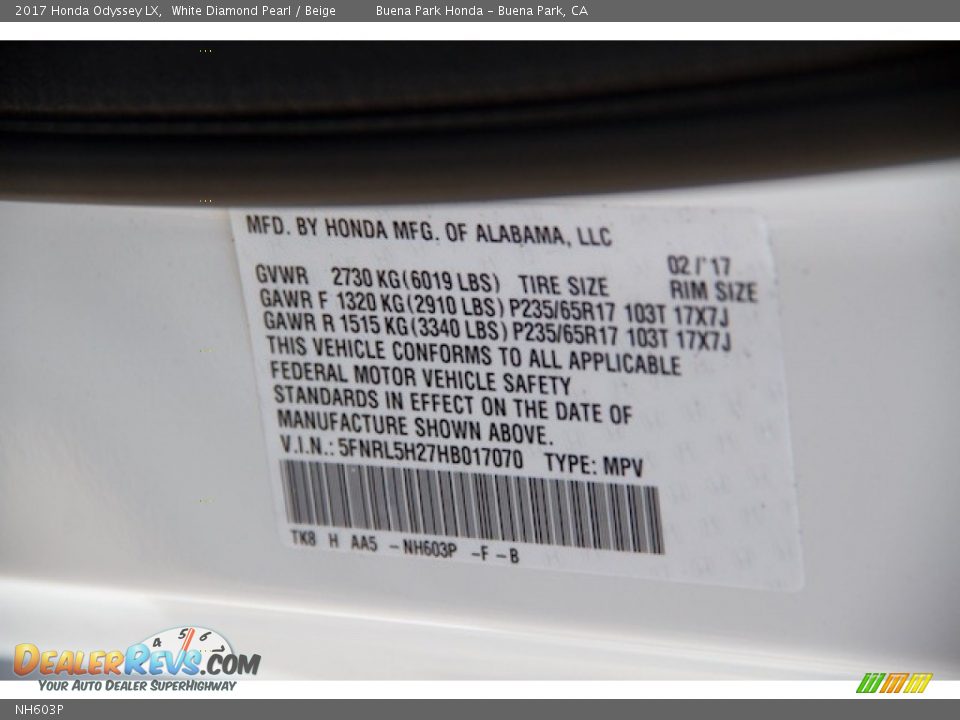 2017 Honda Odyssey LX,  White Diamond Pearl / Beige  Buena Park Honda – Buena Park, CA
MFD. BY HONDA MFG. OF ALABAMA, LLC
02 / '17
GVWR 2730 KG(6019 LBS) TIRE SIZE RIM SIZE
GAWR F 1320 KG(2910 LBS) P235/65R17 103T 17X7J
GAWR R 1515 KG(3340 LBS) P235/65R17 103T 17X7J
THIS VEHICLE CONFORMS TO ALL APPLICABLE
FEDERAL MOTOR VEHICLE SAFETY
STANDARDS IN EFFECT ON THE DATE OF
MANUFACTURE SHOWN ABOVE.
V.I.N.: 5FNRL5H27HB017070 TYPE: MPV
TK8 H AA5 – NH603P – F – B
4 5 6
DEALERREVS.COM
YOUR AUTO DEALER SUPERHIGHWAY
NH603P